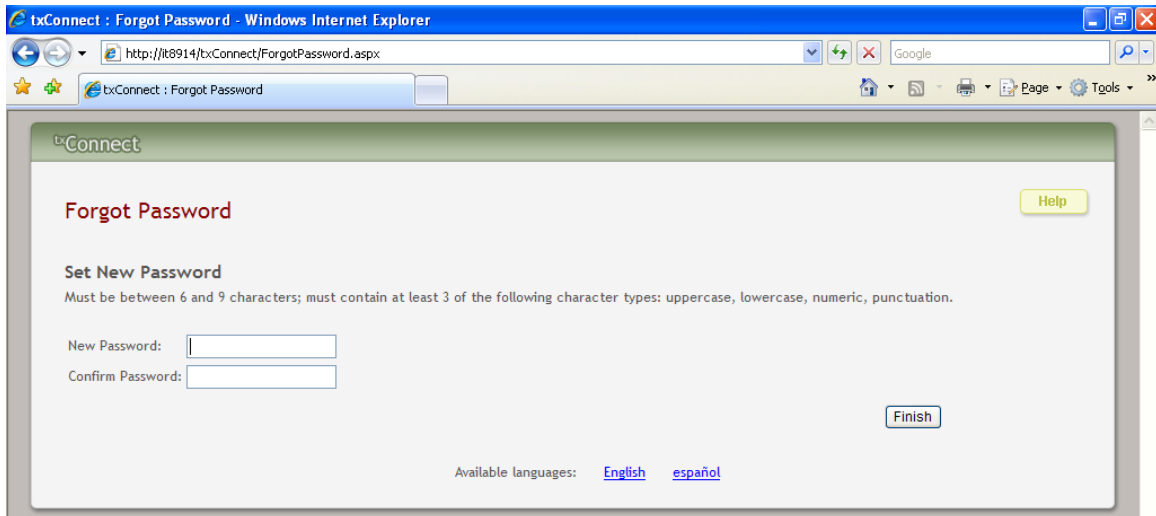 txConnect : Forgot Password - Windows Internet Explorer
http://it8914/txConnect/ForgotPassword.aspx
Google
txConnect : Forgot Password
Page
Tools
»
txConnect
Forgot Password
Help
Set New Password
Must be between 6 and 9 characters; must contain at least 3 of the following character types: uppercase, lowercase, numeric, punctuation.
New Password:
Confirm Password:
Finish
Available languages: English español